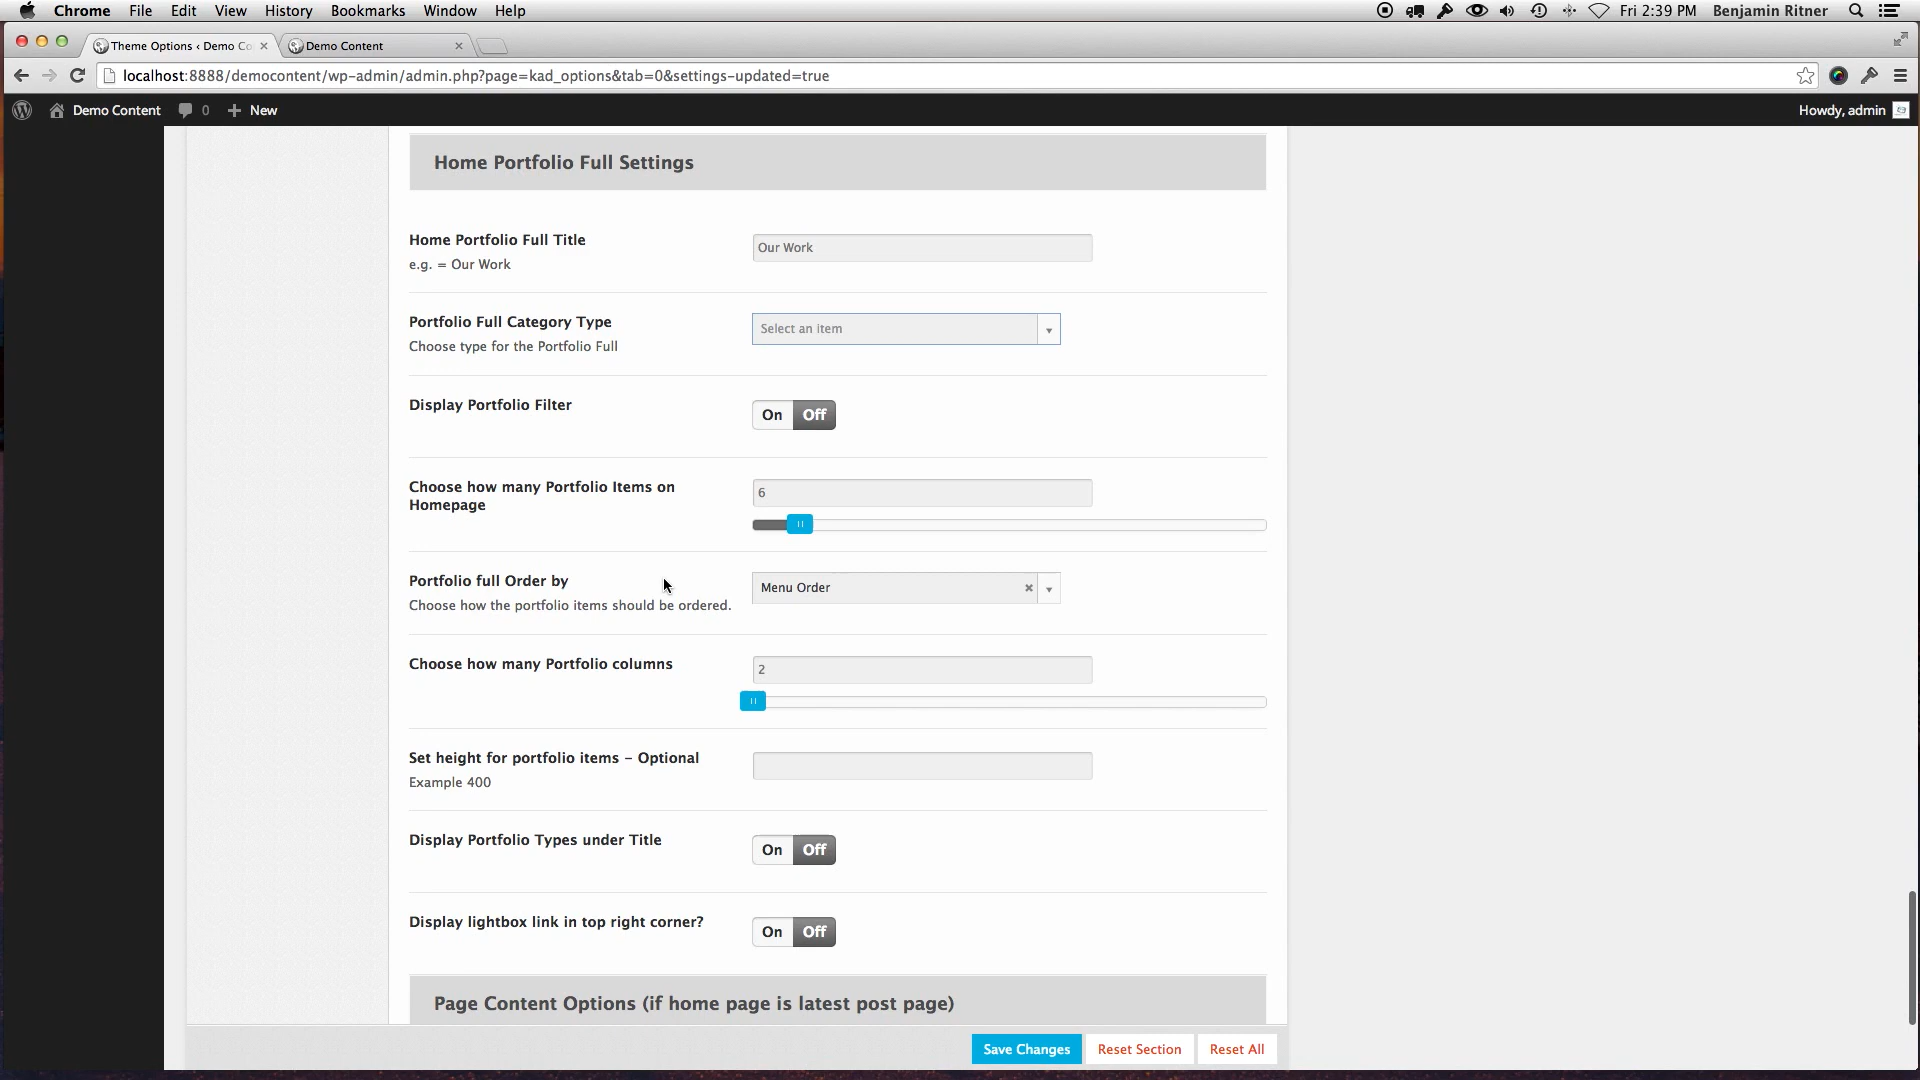 Chrome File Edit View History Bookmarks Window Help Fri 2:39 PM Benjamin Ritner
Theme Options ‹ Demo Co Demo Content
localhost:8888/democontent/wp-admin/admin.php?page=kad_options&tab=0&settings-updated=true
Demo Content 0 + New Howdy, admin
Home Portfolio Full Settings
Home Portfolio Full Title
Our Work
e.g. = Our Work
Portfolio Full Category Type
Select an item
Choose type for the Portfolio Full
Display Portfolio Filter
On Off
Choose how many Portfolio Items on
Homepage
6
Portfolio full Order by
Menu Order
Choose how the portfolio items should be ordered.
Choose how many Portfolio columns
2
Set height for portfolio items – Optional
Example 400
Display Portfolio Types under Title
On Off
Display lightbox link in top right corner?
On Off
Page Content Options (if home page is latest post page)
Save Changes Reset Section Reset All